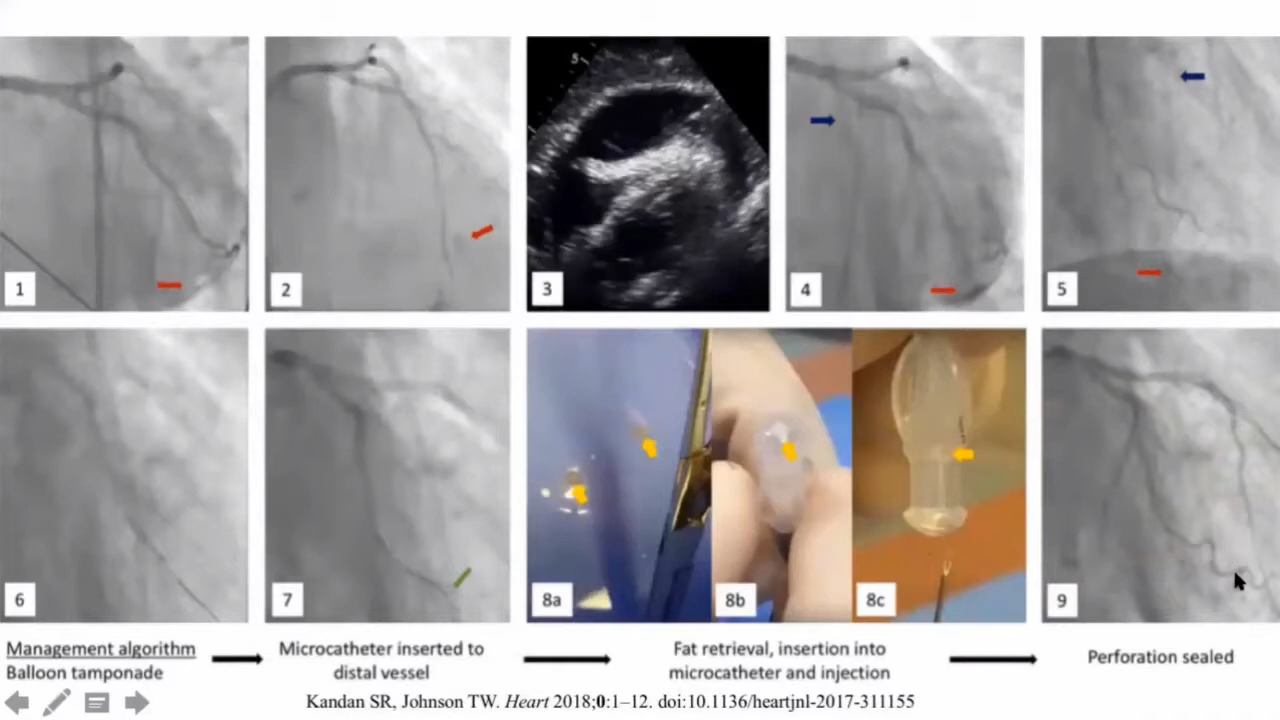 5
1
2
3
4
5
6
7
8a
8b
8c
9
Management algorithm
Balloon tamponade
Microcatheter inserted to
distal vessel
Fat retrieval, insertion into
microcatheter and injection
Perforation sealed
Kandan SR, Johnson TW. Heart 2018;0:1–12. doi:10.1136/heartjnl-2017-311155